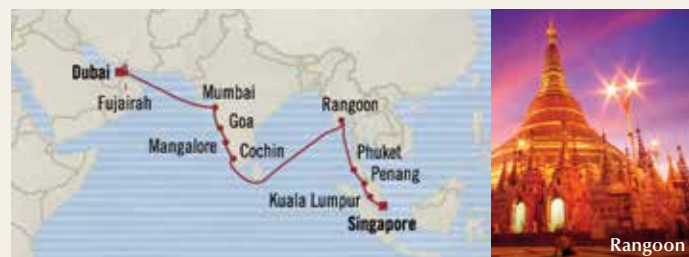 Dubai
Fujairah
Mumbai
Goa
Mangalore
Cochin
Rangoon
Phuket
Penang
Kuala Lumpur
Singapore
Rangoon